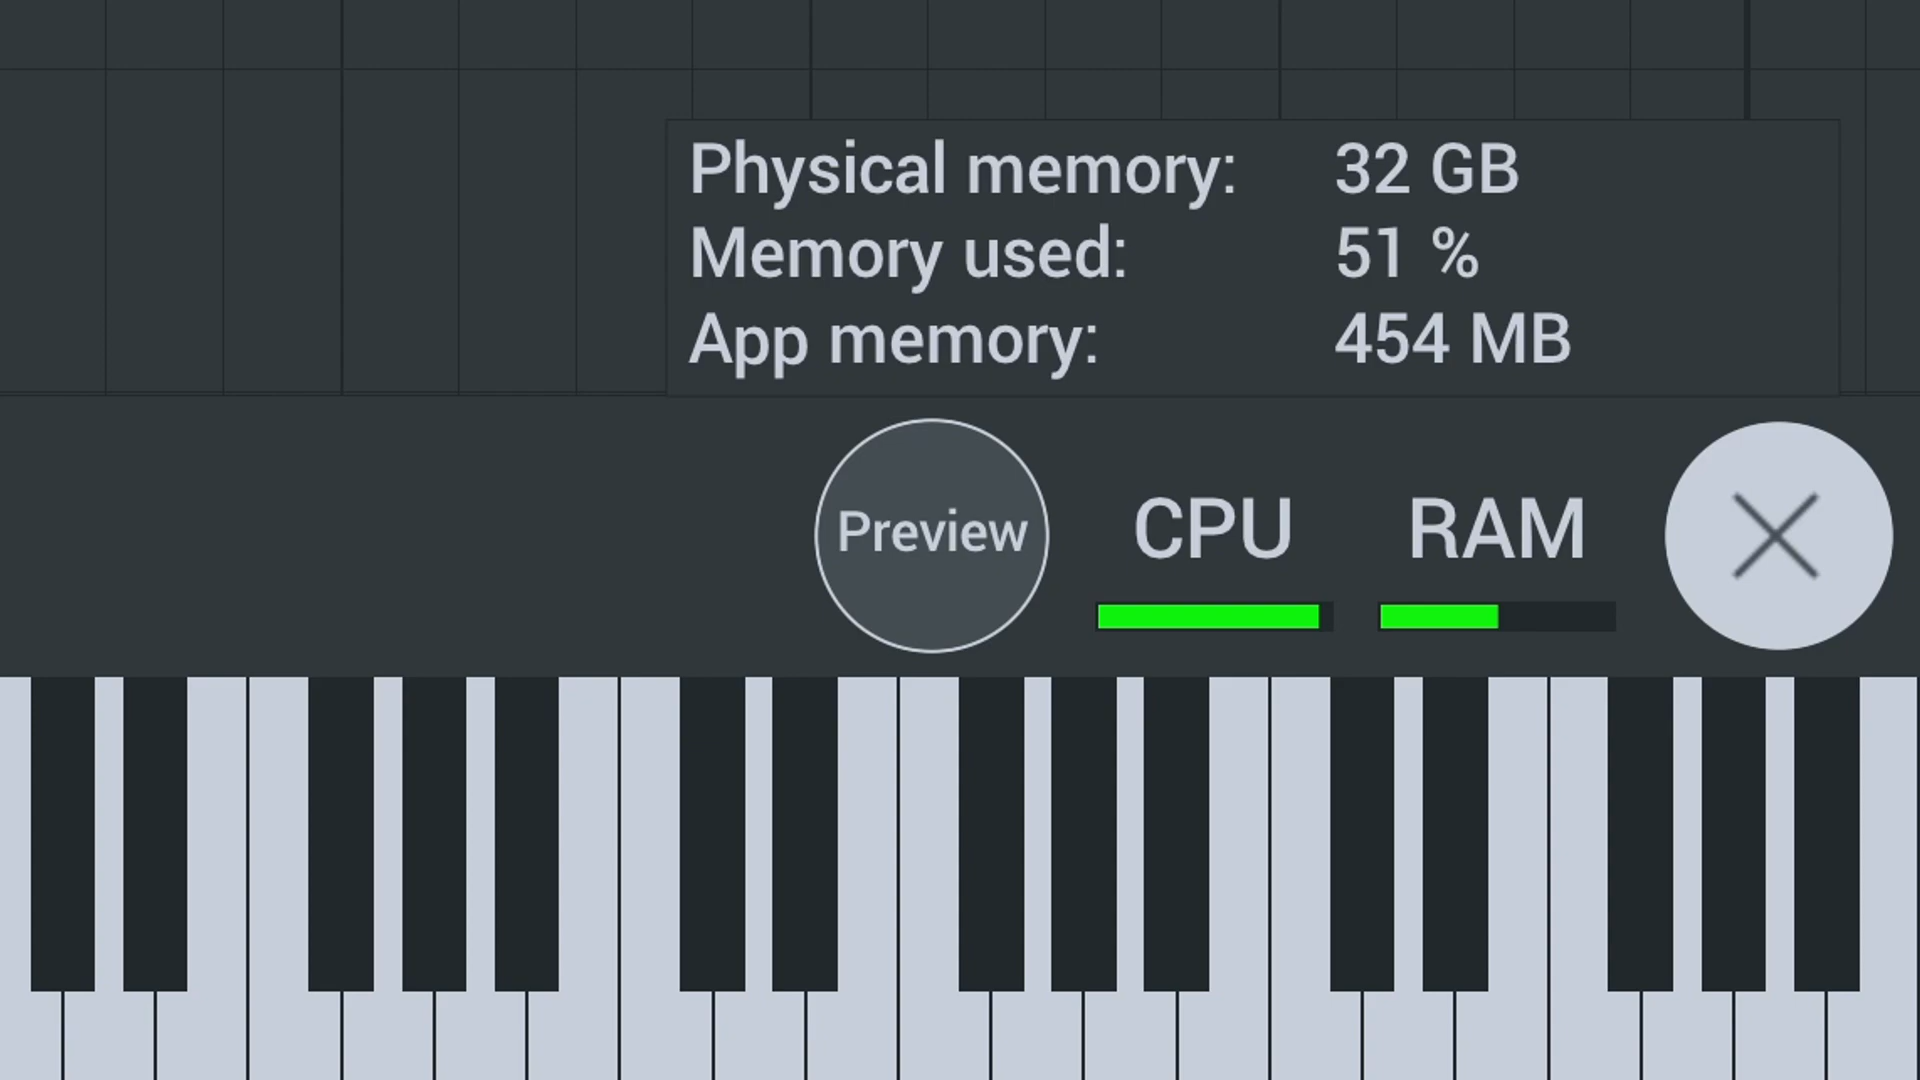 Physical memory: 32 GB
Memory used: 51 %
App memory: 454 MB
Preview CPU RAM